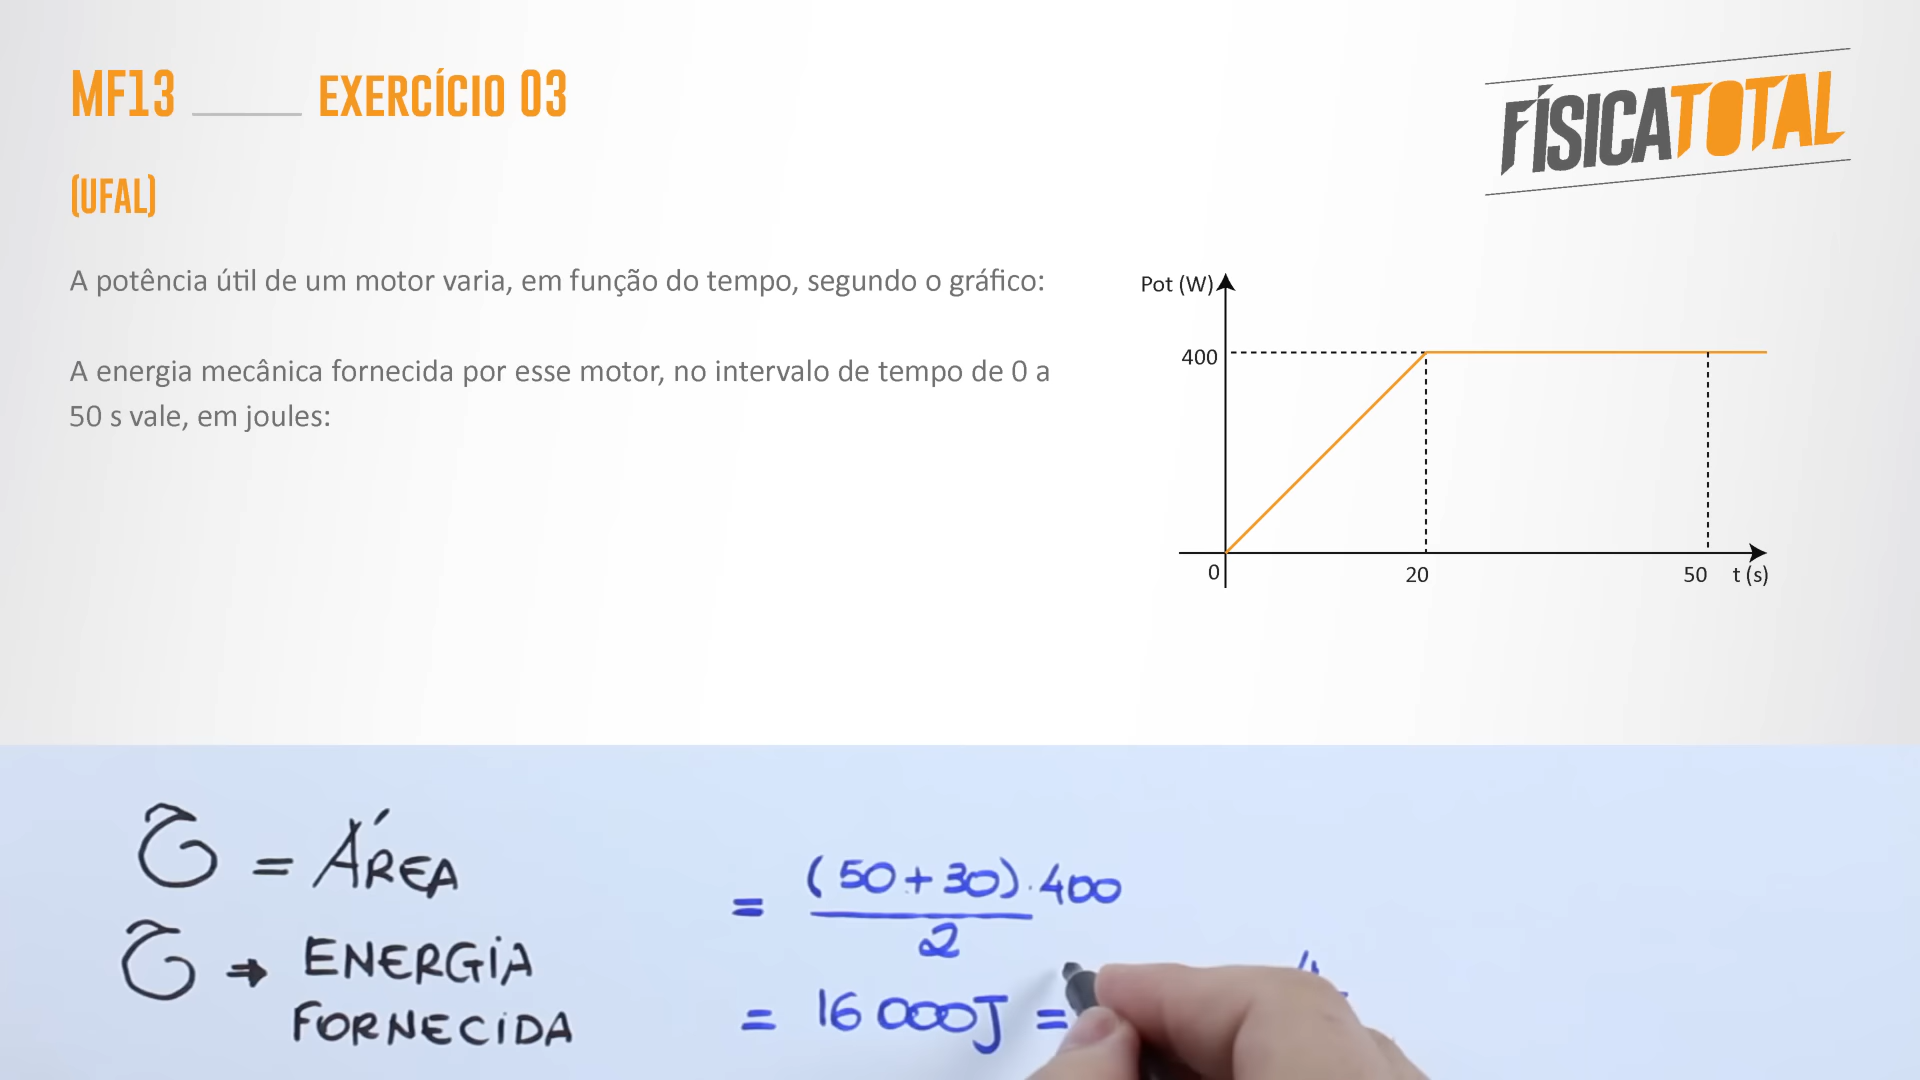 MF13 EXERCÍCIO 03
FÍSICATOTAL
(UFAL)
A potência útil de um motor varia, em função do tempo, segundo o gráfico:
A energia mecânica fornecida por esse motor, no intervalo de tempo de 0 a
50 s vale, em joules:
Pot (W)
400
0
20
50
t (s)
= ÁREA
⇒ ENERGIA
FORNECIDA
= (50+30).400
2
= 16 000J =